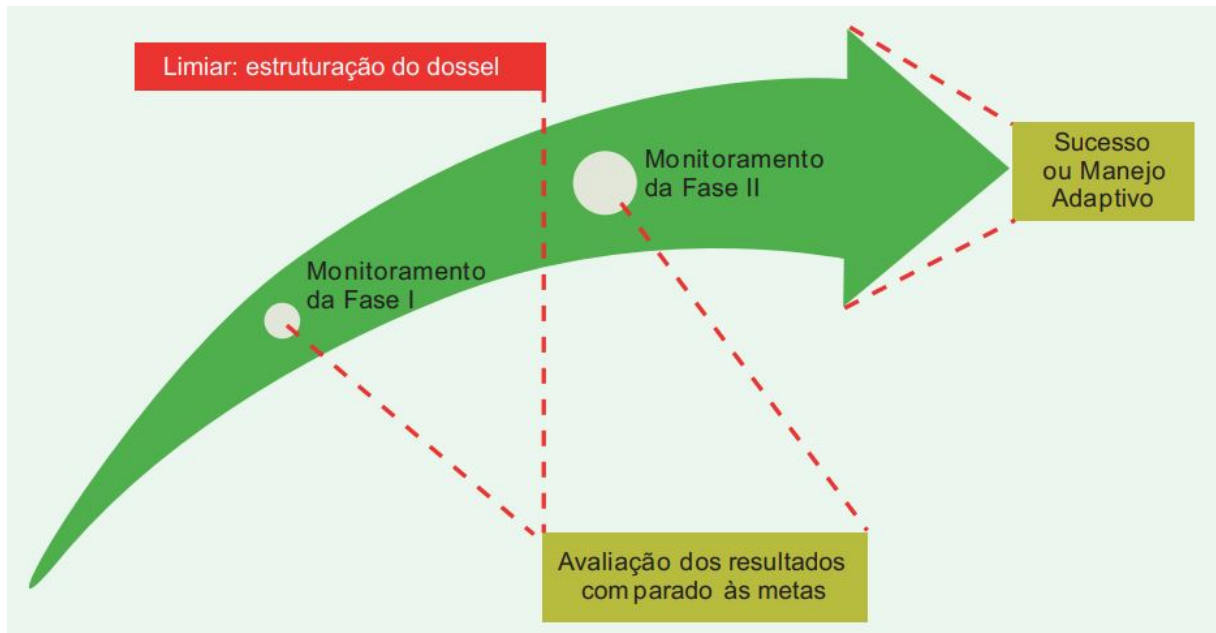 Limiar: estruturação do dossel
Monitoramento
da Fase II
Sucesso
ou Manejo
Adaptivo
Monitoramento
da Fase I
Avaliação dos resultados
comparado às metas